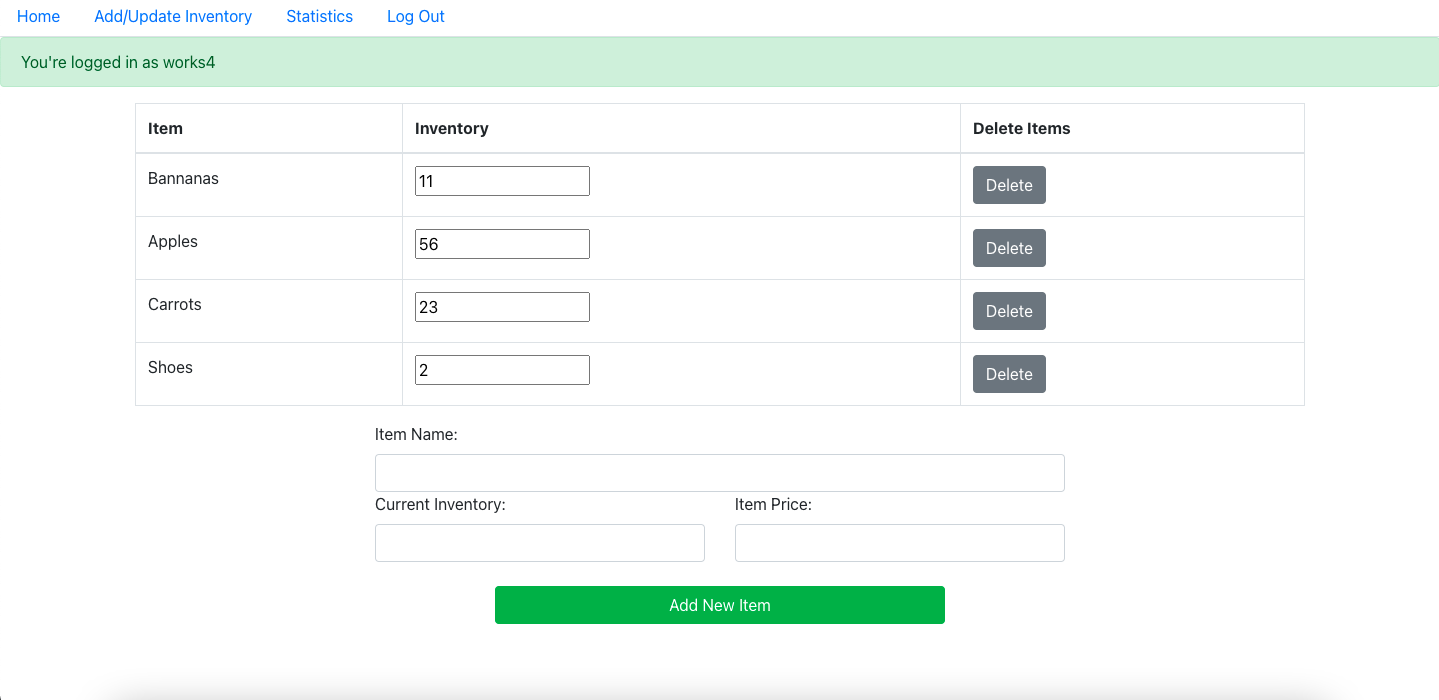 Home Add/Update Inventory Statistics Log Out
You're logged in as works4
Item Inventory Delete Items
Bannanas 11 Delete
Apples 56 Delete
Carrots 23 Delete
Shoes 2 Delete
Item Name:
Current Inventory: Item Price:
Add New Item